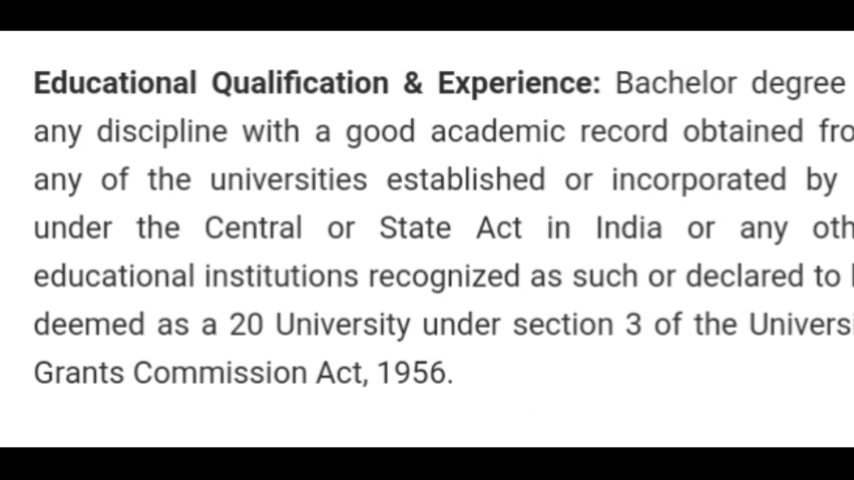 Educational Qualification & Experience: Bachelor degree
any discipline with a good academic record obtained fro
any of the universities established or incorporated by
under the Central or State Act in India or any oth
educational institutions recognized as such or declared to
deemed as a 20 University under section 3 of the Universi
Grants Commission Act, 1956.